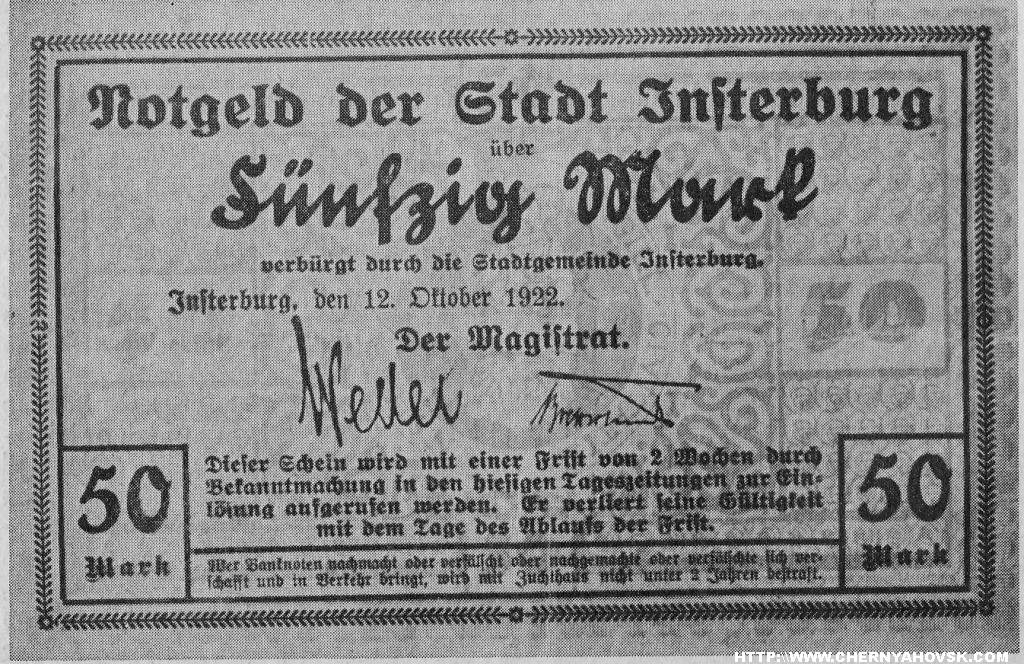 Notgeld der Stadt Insterburg
über
Fünfzig Mark
verbürgt durch die Stadtgemeinde Insterburg.
Insterburg, den 12. Oktober 1922.
Der Magistrat.
50
Mark
Dieser Schein wird mit einer Frist von 2 Wochen durch
Bekanntmachung in den hiesigen Tageszeitungen zur Ein-
lösung aufgerufen werden. Er verliert seine Gültigkeit
mit dem Tage des Ablaufs der Frist.
Wer Banknoten nachmacht oder verfälscht oder nachgemachte oder verfälschte sich ver-
schafft und in Verkehr bringt, wird mit Zuchthaus nicht unter 2 Jahren bestraft.
50
Mark
HTTP:\\WWW.CHERNYAHOVSK.COM